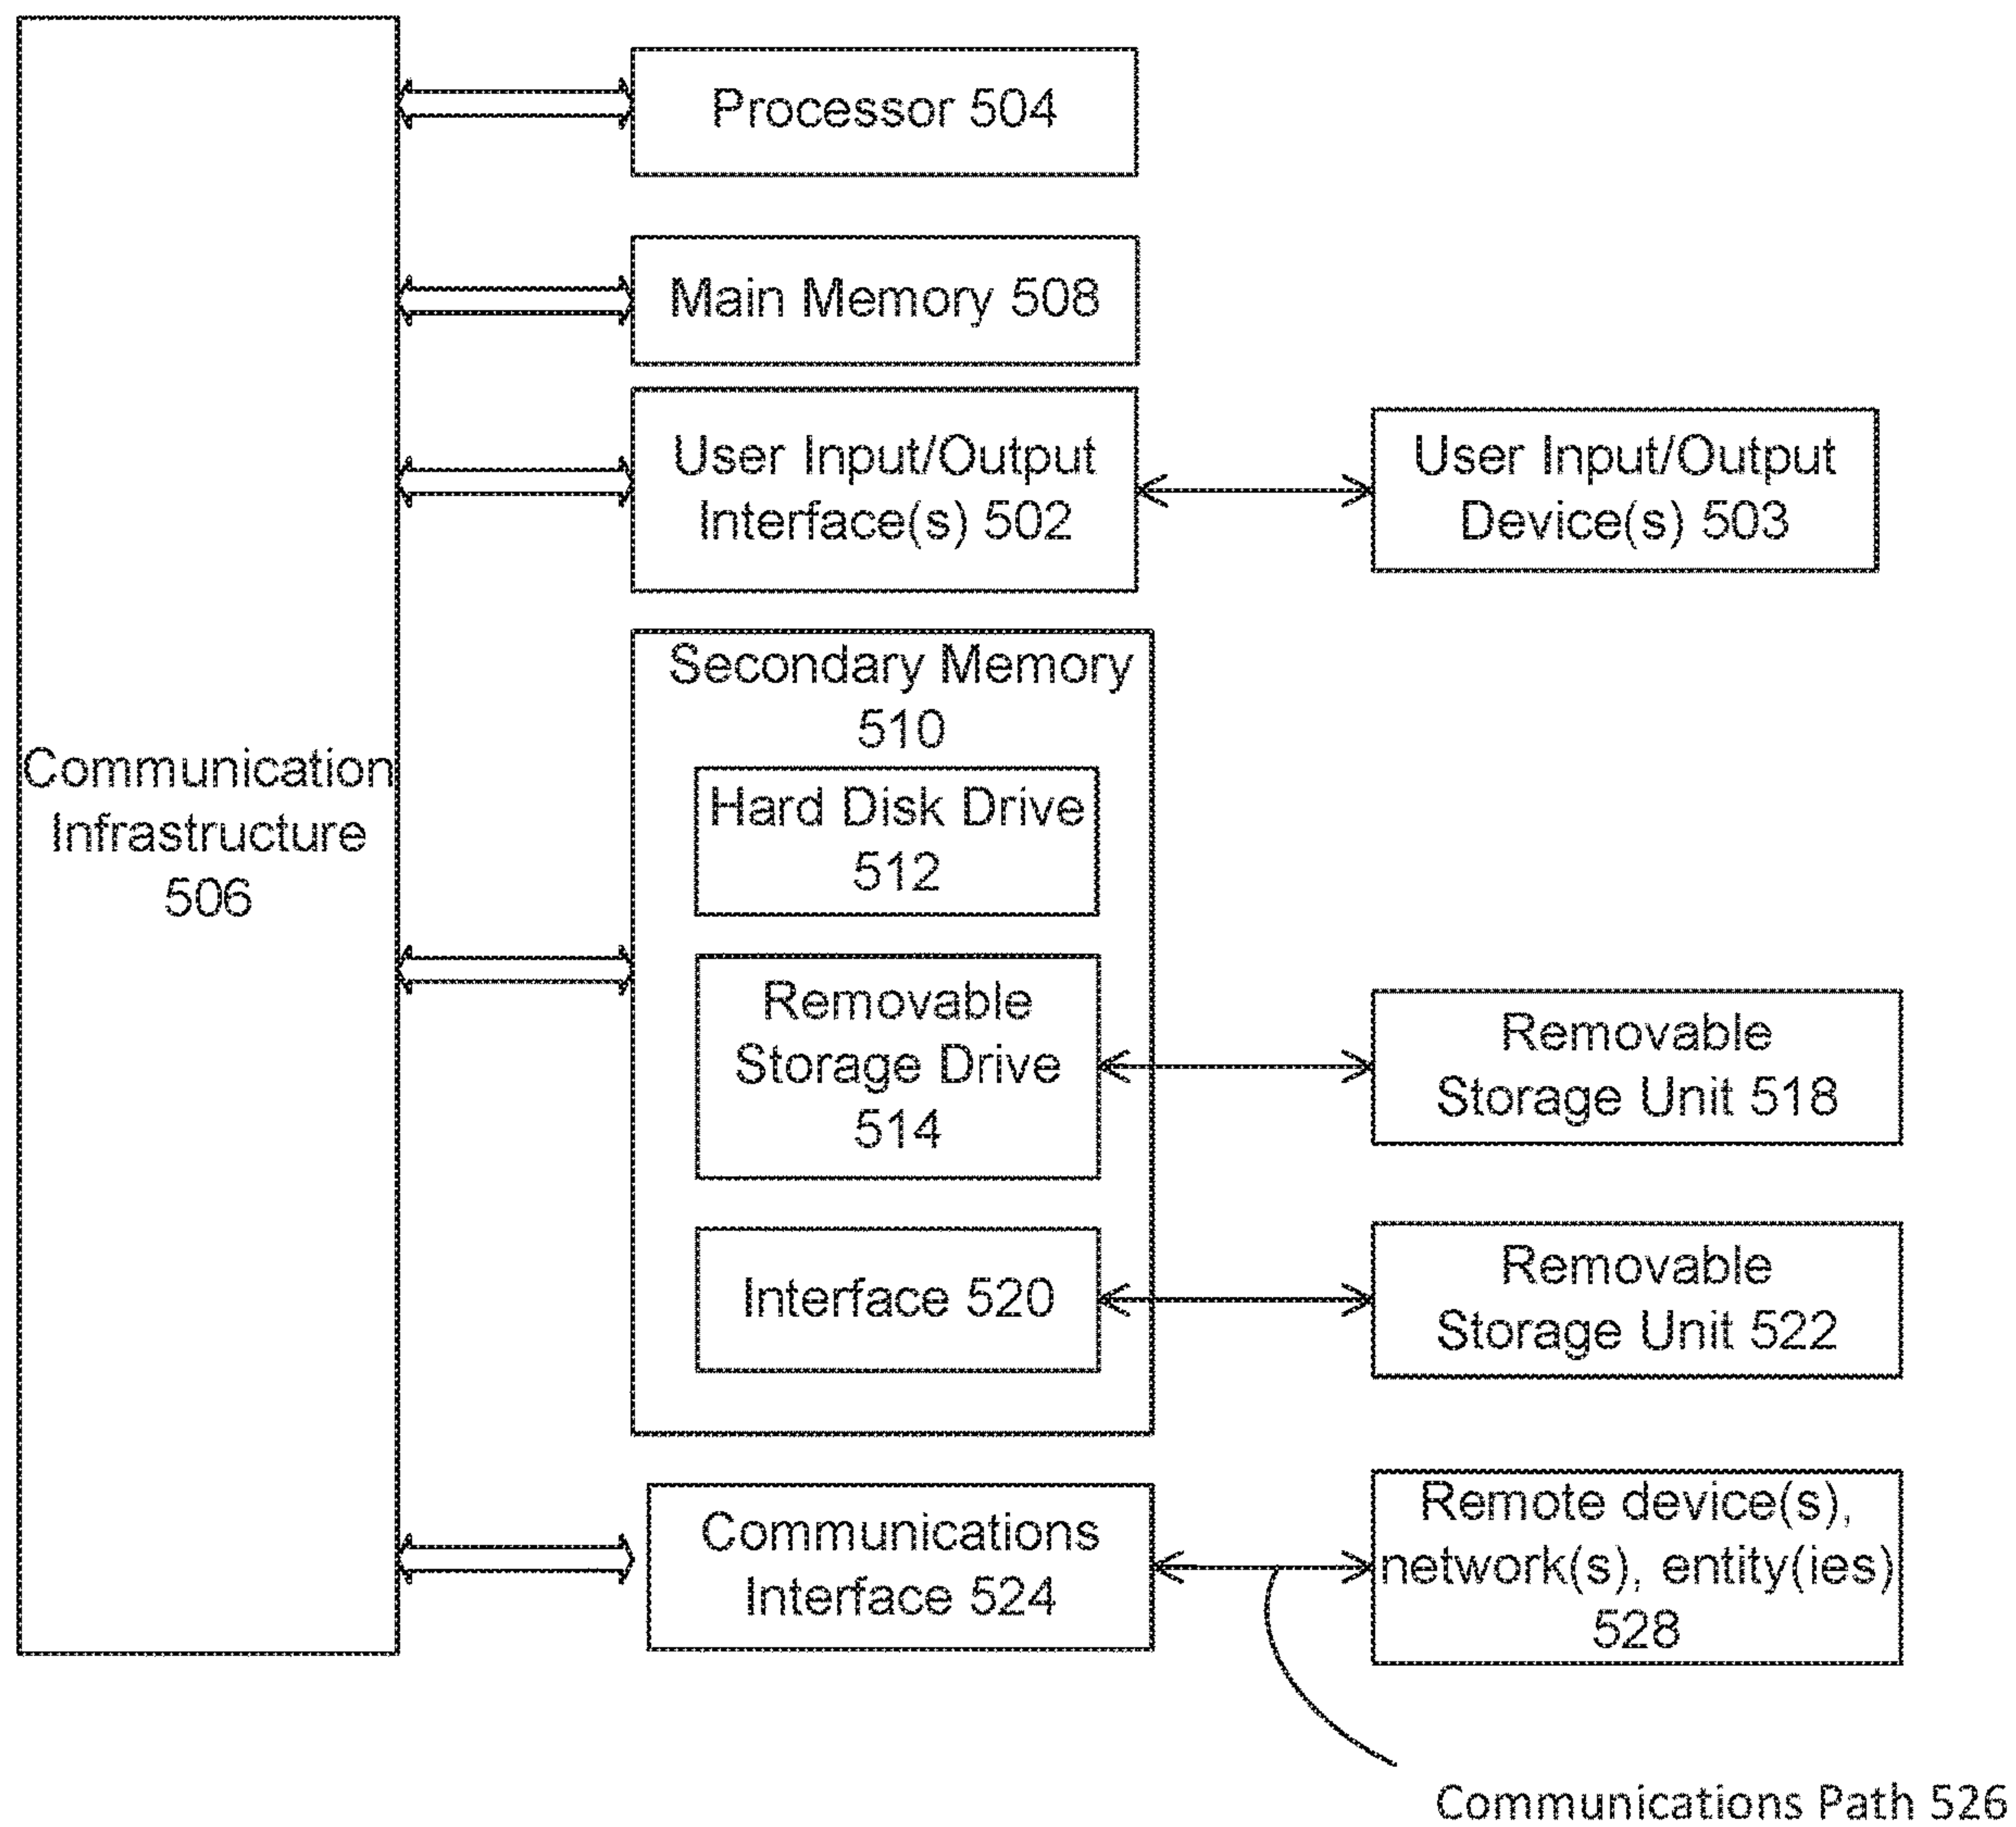 Processor 504
Main Memory 508
User Input/Output
Interface(s) 502
User Input/Output
Device(s) 503
Secondary Memory
510
Hard Disk Drive
512
Communication
Infrastructure
506
Removable
Storage Drive
514
Removable
Storage Unit 518
Interface 520
Removable
Storage Unit 522
Communications
Interface 524
Remote device(s),
network(s), entity(ies)
528
Communications Path 526